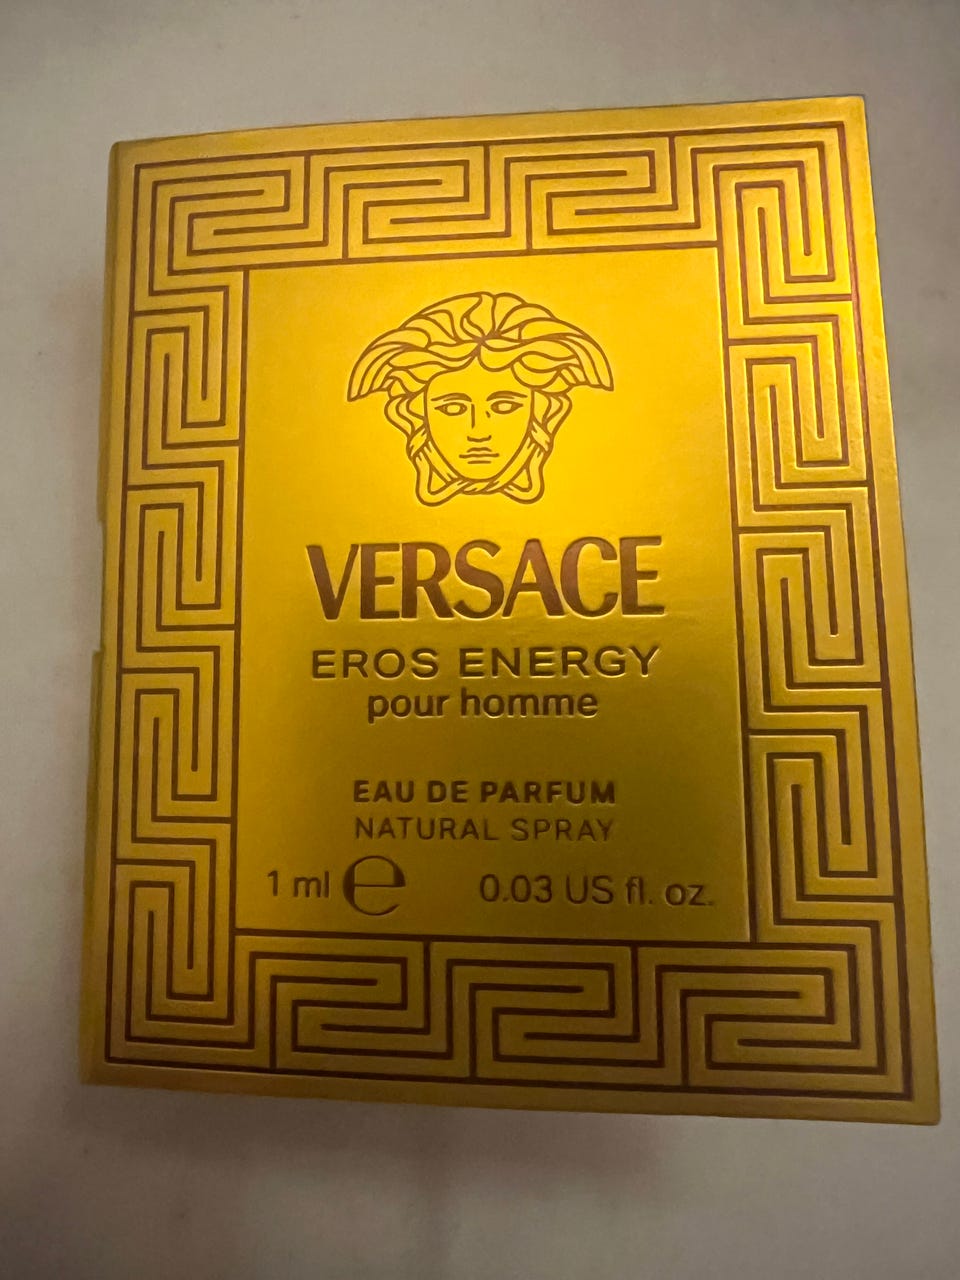 VERSACE
EROS ENERGY
pour homme
EAU DE PARFUM
NATURAL SPRAY
1 ml ℮ 0.03 US fl. oz.